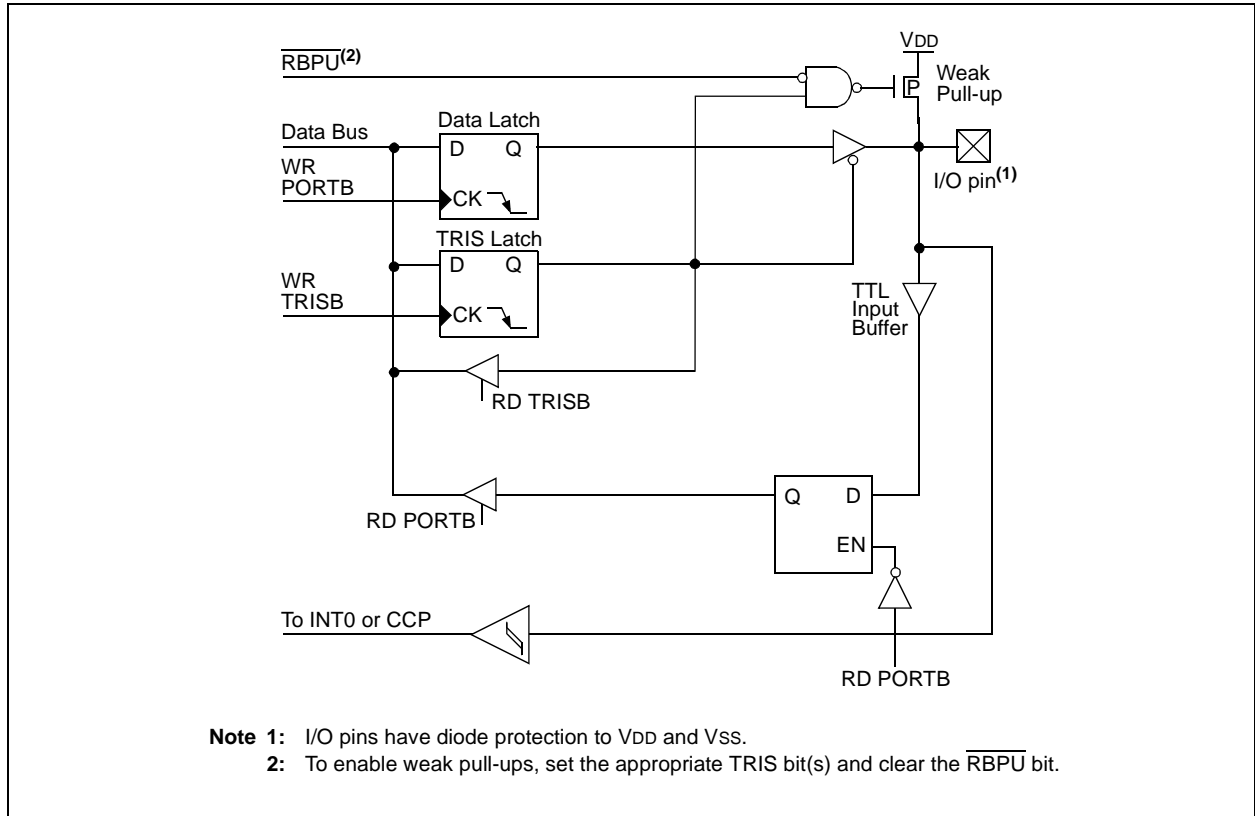 VDD
RBPU(2)
Weak
Pull-up
P
Data Latch
Data Bus
D Q
WR
PORTB
CK
I/O pin(1)
TRIS Latch
D Q
WR
TRISB
CK
TTL
Input
Buffer
RD TRISB
Q D
RD PORTB
EN
To INT0 or CCP
RD PORTB
Note 1: I/O pins have diode protection to VDD and VSS.
2: To enable weak pull-ups, set the appropriate TRIS bit(s) and clear the RBPU bit.